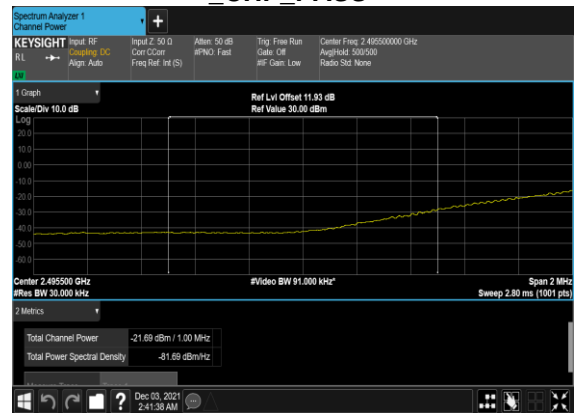 Spectrum Analyzer 1
Channel Power
+
KEYSIGHT
RL
Input: RF
Coupling: DC
Align: Auto
Input Z: 50 Ω
Corr CCorr
Freq Ref: Int (S)
Atten: 50 dB
#PNO: Fast
Trig: Free Run
Gate: Off
#IF Gain: Low
Center Freq: 2.495500000 GHz
Avg|Hold: 500/500
Radio Std: None
1 Graph
Scale/Div 10.0 dB
Ref Lvl Offset 11.93 dB
Ref Value 30.00 dBm
Log
20.0
10.0
0.00
-10.0
-20.0
-30.0
-40.0
-50.0
-60.0
Center 2.495500 GHz
#Res BW 30.000 kHz
#Video BW 91.000 kHz*
Span 2 MHz
Sweep 2.80 ms (1001 pts)
2 Metrics
Total Channel Power -21.69 dBm / 1.00 MHz
Total Power Spectral Density -81.69 dBm/Hz
?
Dec 03, 2021
2:41:38 AM